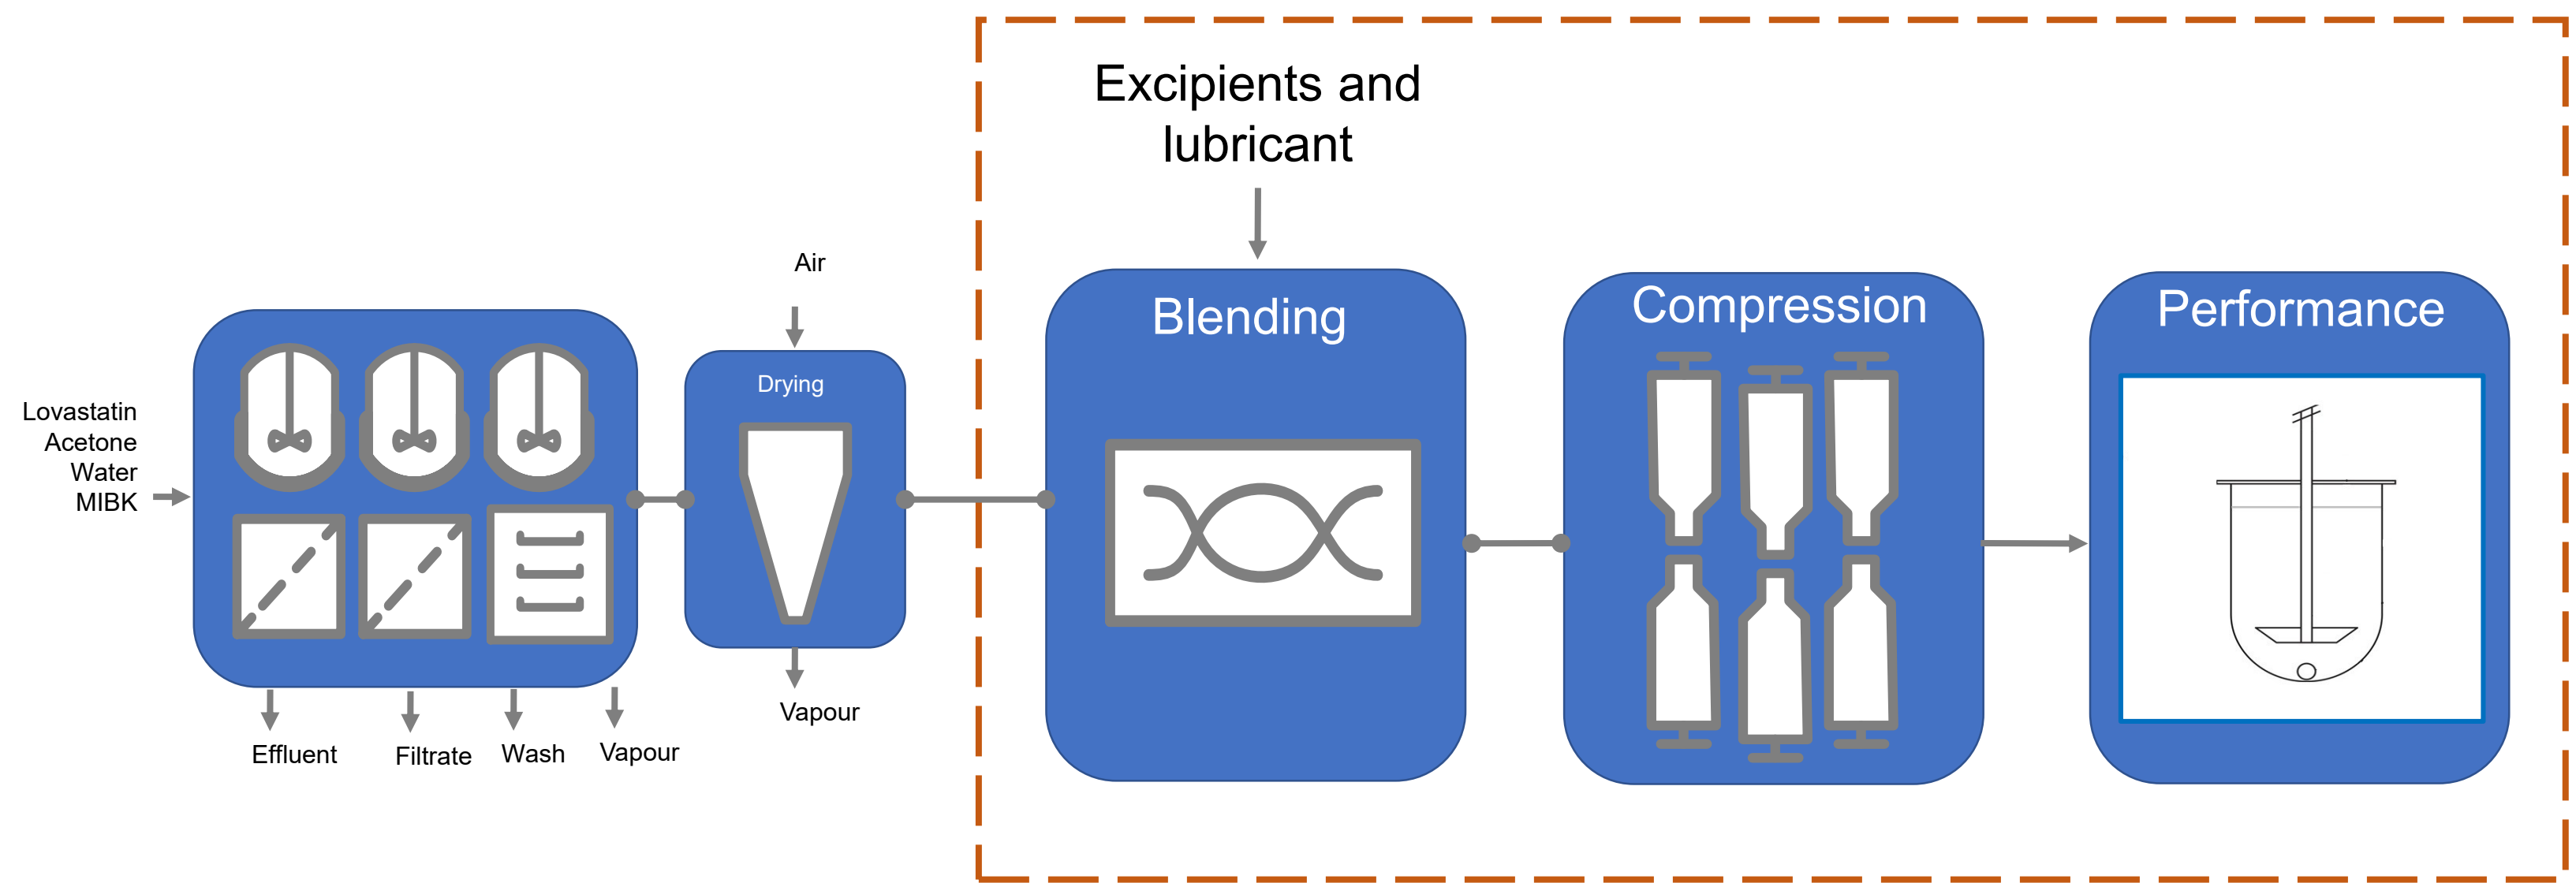 Lovastatin
Acetone
Water
MIBK
Effluent
Filtrate
Wash
Vapour
Air
Drying
Vapour
Excipients and
lubricant
Blending
Compression
Performance